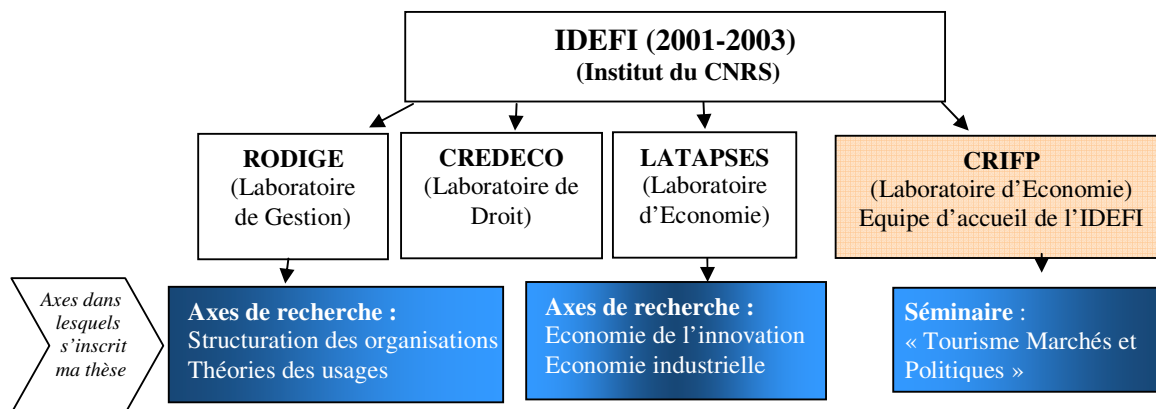 IDEFI (2001-2003)
(Institut du CNRS)
RODIGE
(Laboratoire
de Gestion)
CREDECO
(Laboratoire de
Droit)
LATAPSES
(Laboratoire
d’Economie)
CRIFP
(Laboratoire d’Economie)
Equipe d’accueil de l’IDEFI
Axes dans
lesquels
s’inscrit
ma thèse
Axes de recherche :
Structuration des organisations
Théories des usages
Axes de recherche :
Economie de l’innovation
Economie industrielle
Séminaire :
« Tourisme Marchés et
Politiques »